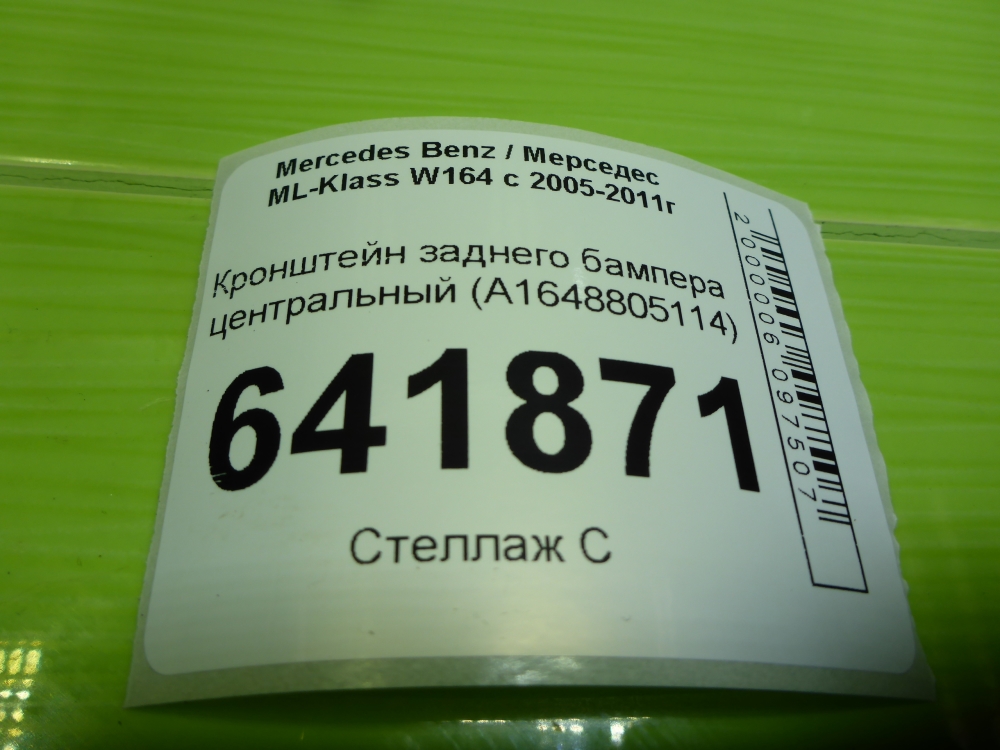 Mercedes Benz / Мерседес
ML-Klass W164 с 2005-2011г
Кронштейн заднего бампера
центральный (A1648805114)
641871
Стеллаж С
2000006097507